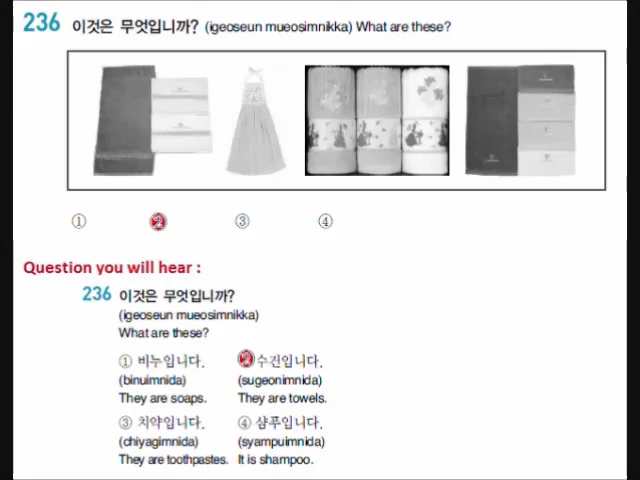 236 이것은 무엇입니까? (igeoseun mueosimnikka) What are these?
① ② ③ ④
Question you will hear :
236 이것은 무엇입니까?
(igeoseun mueosimnikka)
What are these?
① 비누입니다. ② 수건입니다.
(binuimnida) (sugeonimnida)
They are soaps. They are towels.
③ 치약입니다. ④ 샴푸입니다.
(chiyagimnida) (syampuimnida)
They are toothpastes. It is shampoo.